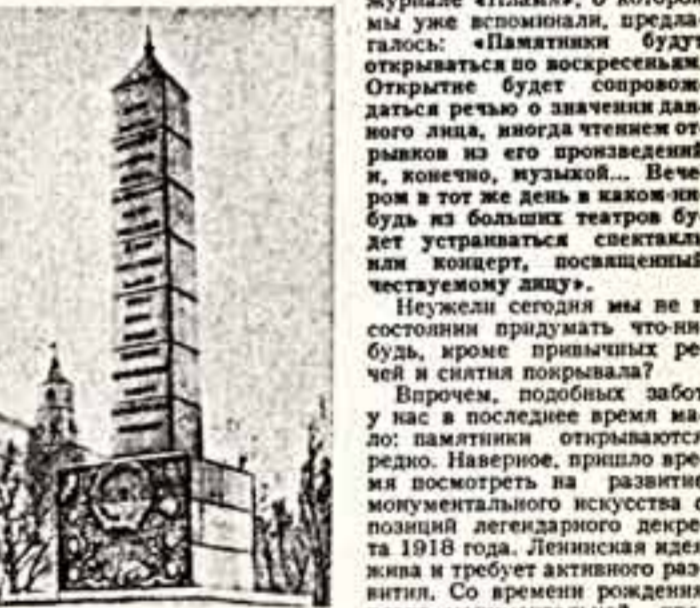 журнале «Пламя», о которой
мы уже вспоминали, предла
галось: «Памятники будут
открываться по воскресеньям
Открытие будет сопровож
даться речью о значении дан
ного лица, иногда чтением от
рывков из его произведений
и, конечно, музыкой... Вече
ром в тот же день в каком-ни
будь из больших театров бу
дет устраиваться спектакль
или концерт, посвященный
чествуемому лицу».
Неужели сегодня мы не
состоянии придумать что-ни
будь, кроме привычных ре
чей и снятия покрывала?
Впрочем, подобных забот
у нас в последнее время ма
ло: памятники открываются
редко. Наверное, пришло вре
мя посмотреть на развитие
монументального искусства
позиций легендарного декре
та 1918 года. Ленинская идея
жива и требует активного раз
вития. Со времени рождения